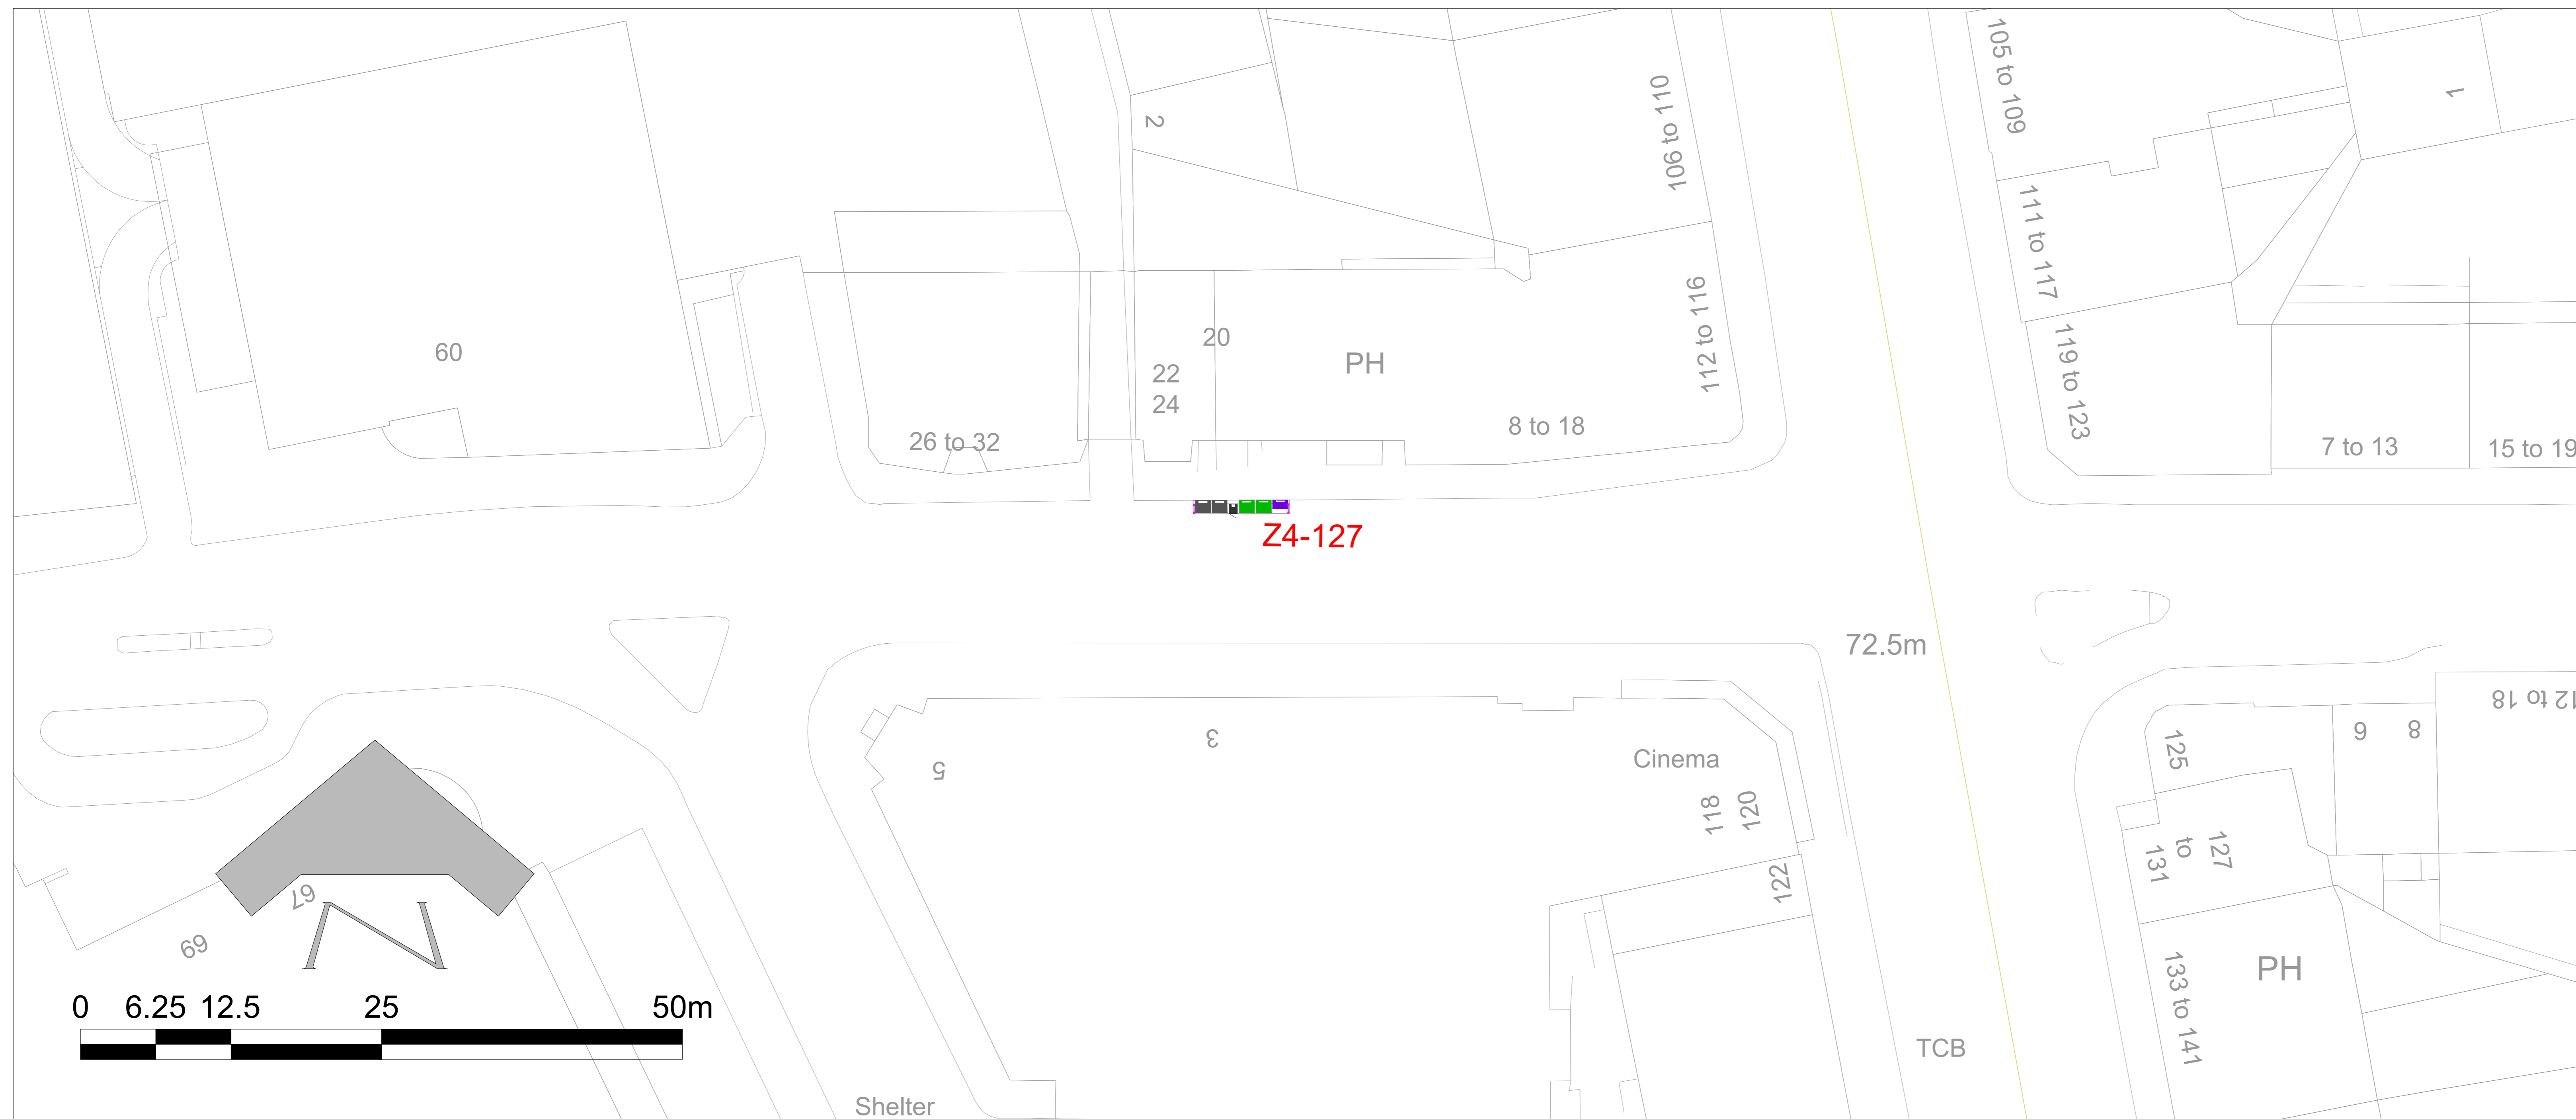 105 to 109
106 to 110
2
1
111 to 117
112 to 116
119 to 123
60
20
22
24
PH
26 to 32
8 to 18
7 to 13
15 to 19
Z4-127
72.5m
3
5
Cinema
118
120
122
125
6
8
12 to 18
127
to
131
133 to 141
PH
TCB
Shelter
67
69
N
0 6.25 12.5 25 50m